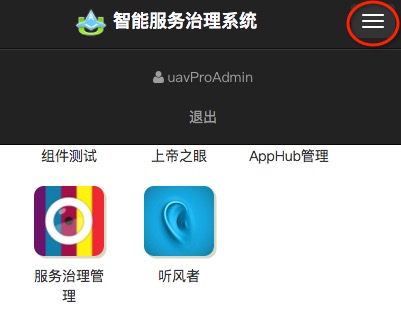 智能服务治理系统
uavProAdmin
退出
组件测试 上帝之眼 AppHub管理
服务治理管
理
听风者